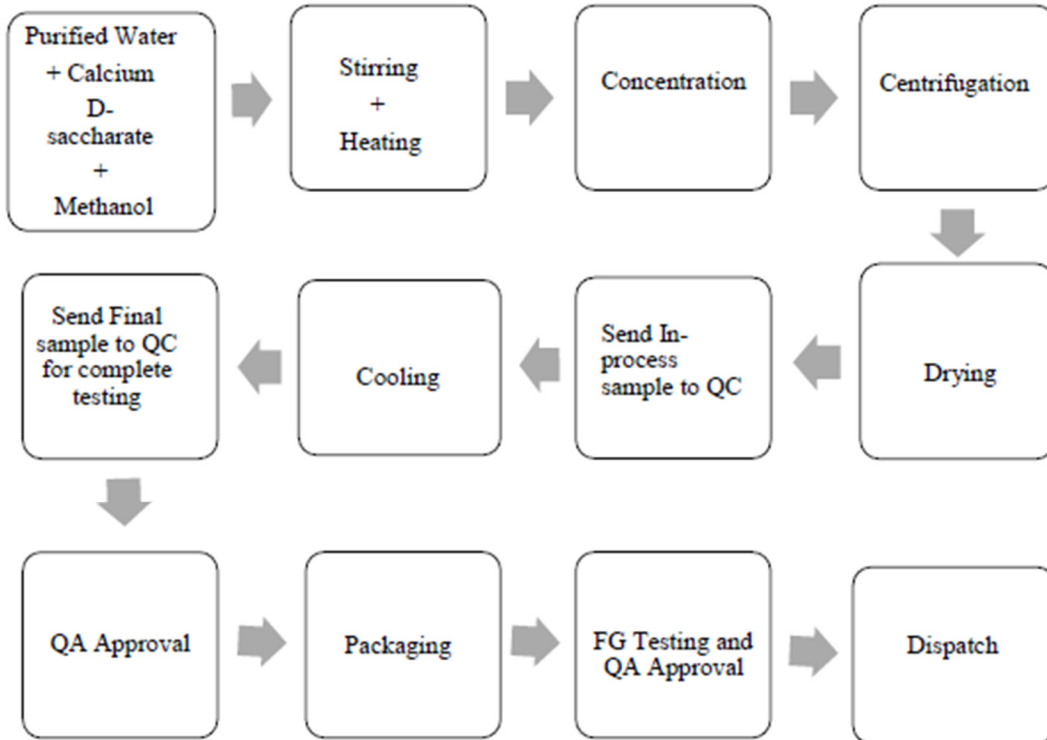 Purified Water
+ Calcium
D-
saccharate
+
Methanol
Stirring
+
Heating
Concentration
Centrifugation
Drying
Send In-
process
sample to QC
Cooling
Send Final
sample to QC
for complete
testing
QA Approval
Packaging
FG Testing and
QA Approval
Dispatch